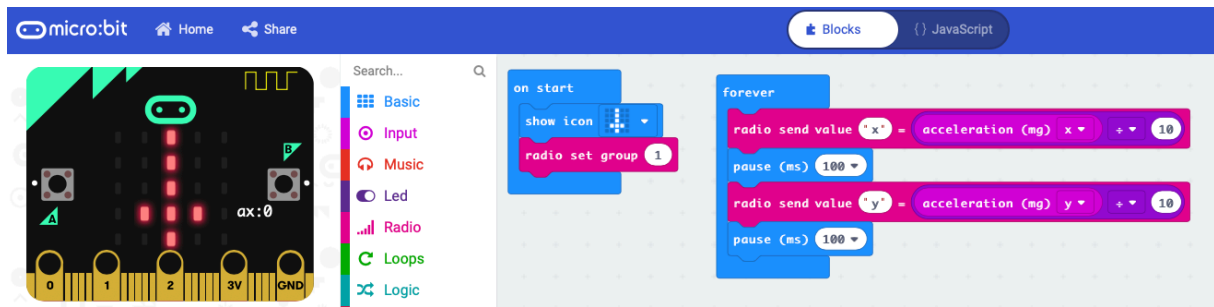 micro:bit Home Share Blocks {} JavaScript
Search...
Basic
Input
Music
Led
Radio
Loops
Logic
B
A
ax:0
0 1 2 3V GND
on start
show icon
radio set group 1
forever
radio send value "x" = acceleration (mg) x ÷ 10
pause (ms) 100
radio send value "y" = acceleration (mg) y ÷ 10
pause (ms) 100